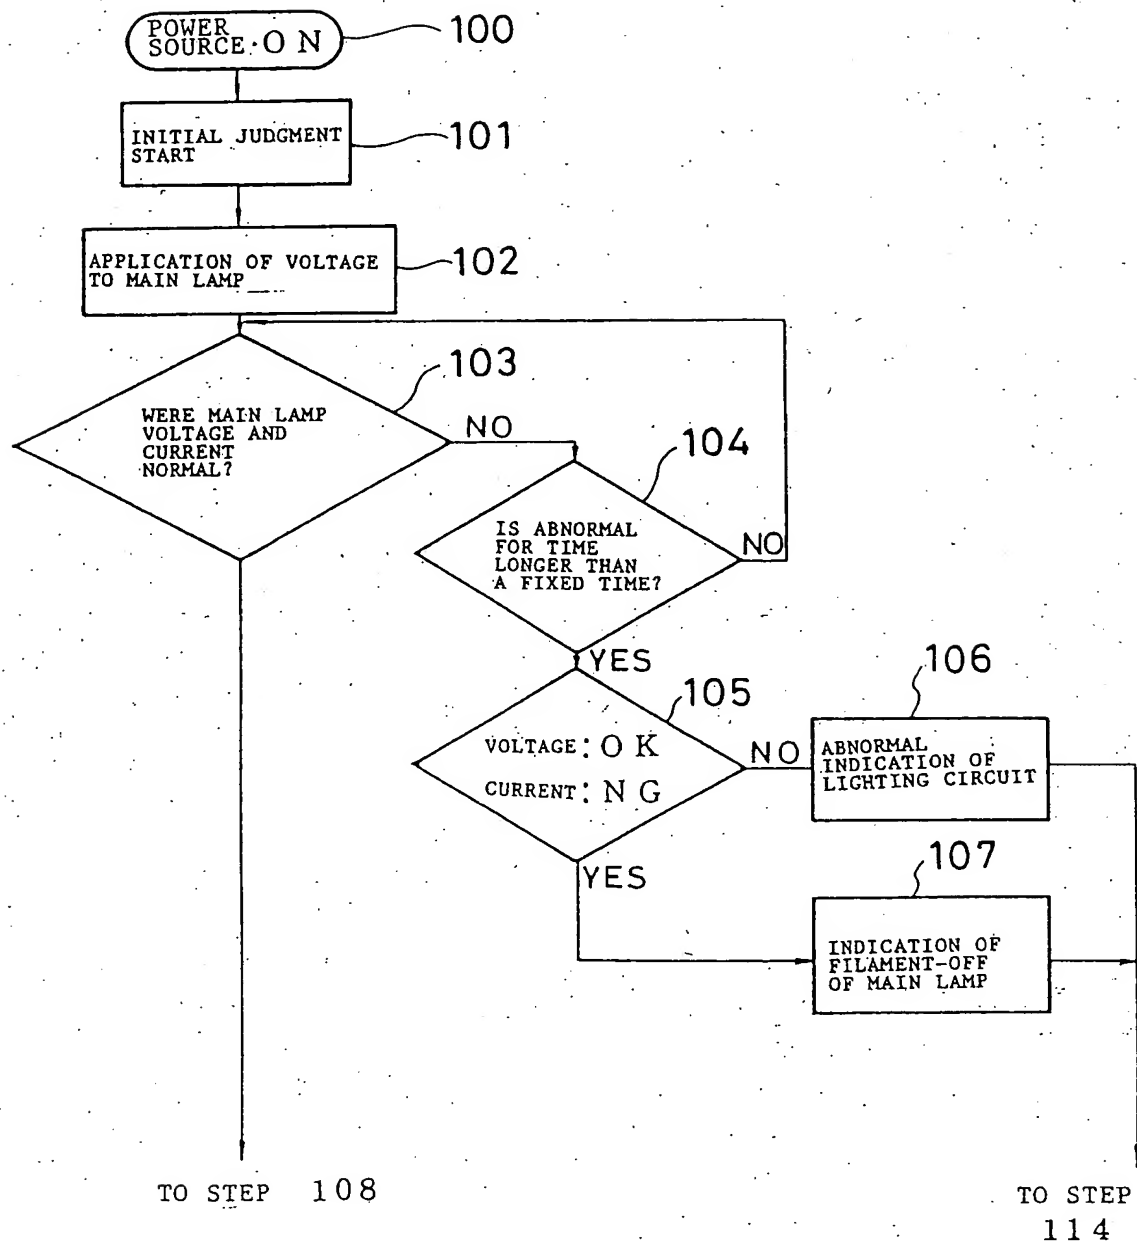 POWER
SOURCE·ON
100
INITIAL JUDGMENT
START
101
APPLICATION OF VOLTAGE
TO MAIN LAMP
102
103
WERE MAIN LAMP
VOLTAGE AND
CURRENT
NORMAL?
NO
104
IS ABNORMAL
FOR TIME
LONGER THAN
A FIXED TIME?
NO
YES
105
VOLTAGE:OK
CURRENT:NG
NO
106
ABNORMAL
INDICATION OF
LIGHTING CIRCUIT
YES
107
INDICATION OF
FILAMENT-OFF
OF MAIN LAMP
TO STEP 108
TO STEP
114